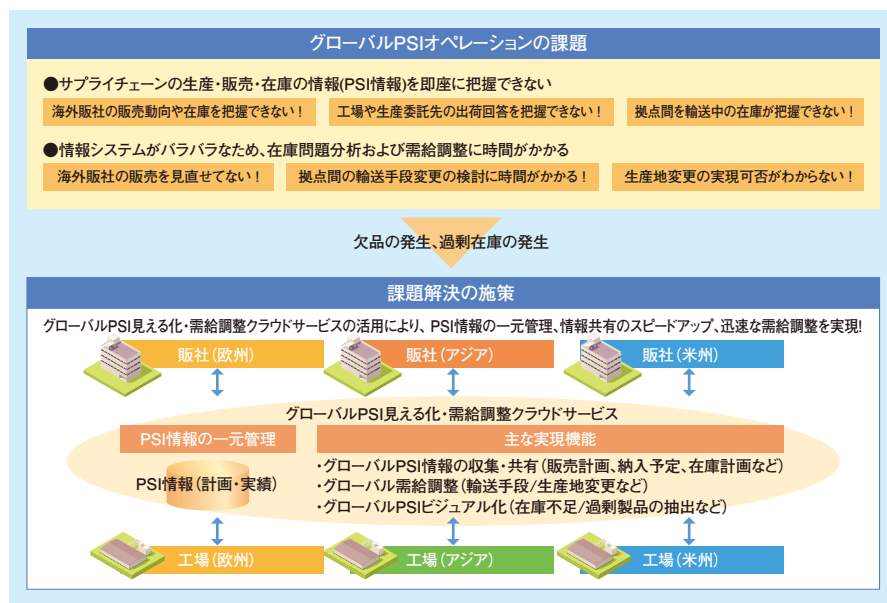 グローバルPSIオペレーションの課題
●サプライチェーンの生産・販売・在庫の情報(PSI情報)を即座に把握できない
海外販社の販売動向や在庫を把握できない！
工場や生産委託先の出荷回答を把握できない！
拠点間を輸送中の在庫が把握できない！
●情報システムがバラバラなため、在庫問題分析および需給調整に時間がかかる
海外販社の販売を見直せてない！
拠点間の輸送手段変更の検討に時間がかかる！
生産地変更の実現可否がわからない！
欠品の発生、過剰在庫の発生
課題解決の施策
グローバルPSI見える化・需給調整クラウドサービスの活用により、PSI情報の一元管理、情報共有のスピードアップ、迅速な需給調整を実現!
販社（欧州）
販社（アジア）
販社（米州）
グローバルPSI見える化・需給調整クラウドサービス
PSI情報の一元管理
主な実現機能
PSI情報（計画・実績）
・グローバルPSI情報の収集・共有（販売計画、納入予定、在庫計画など）
・グローバル需給調整（輸送手段/生産地変更など）
・グローバルPSIビジュアル化（在庫不足/過剰製品の抽出など）
工場（欧州）
工場（アジア）
工場（米州）